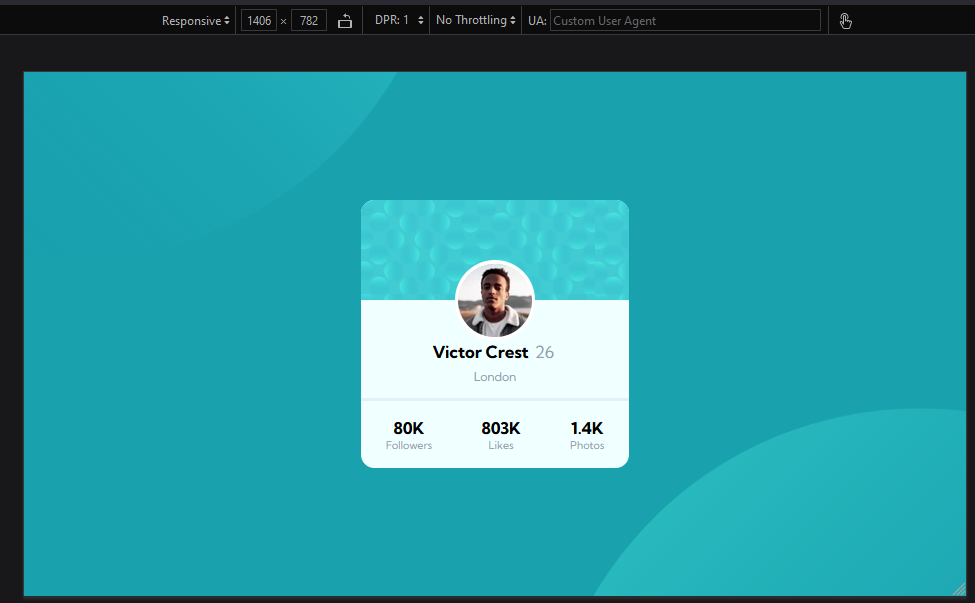 Responsive 1406 × 782 DPR: 1 No Throttling UA: Custom User Agent
Victor Crest 26
London
80K 803K 1.4K
Followers Likes Photos